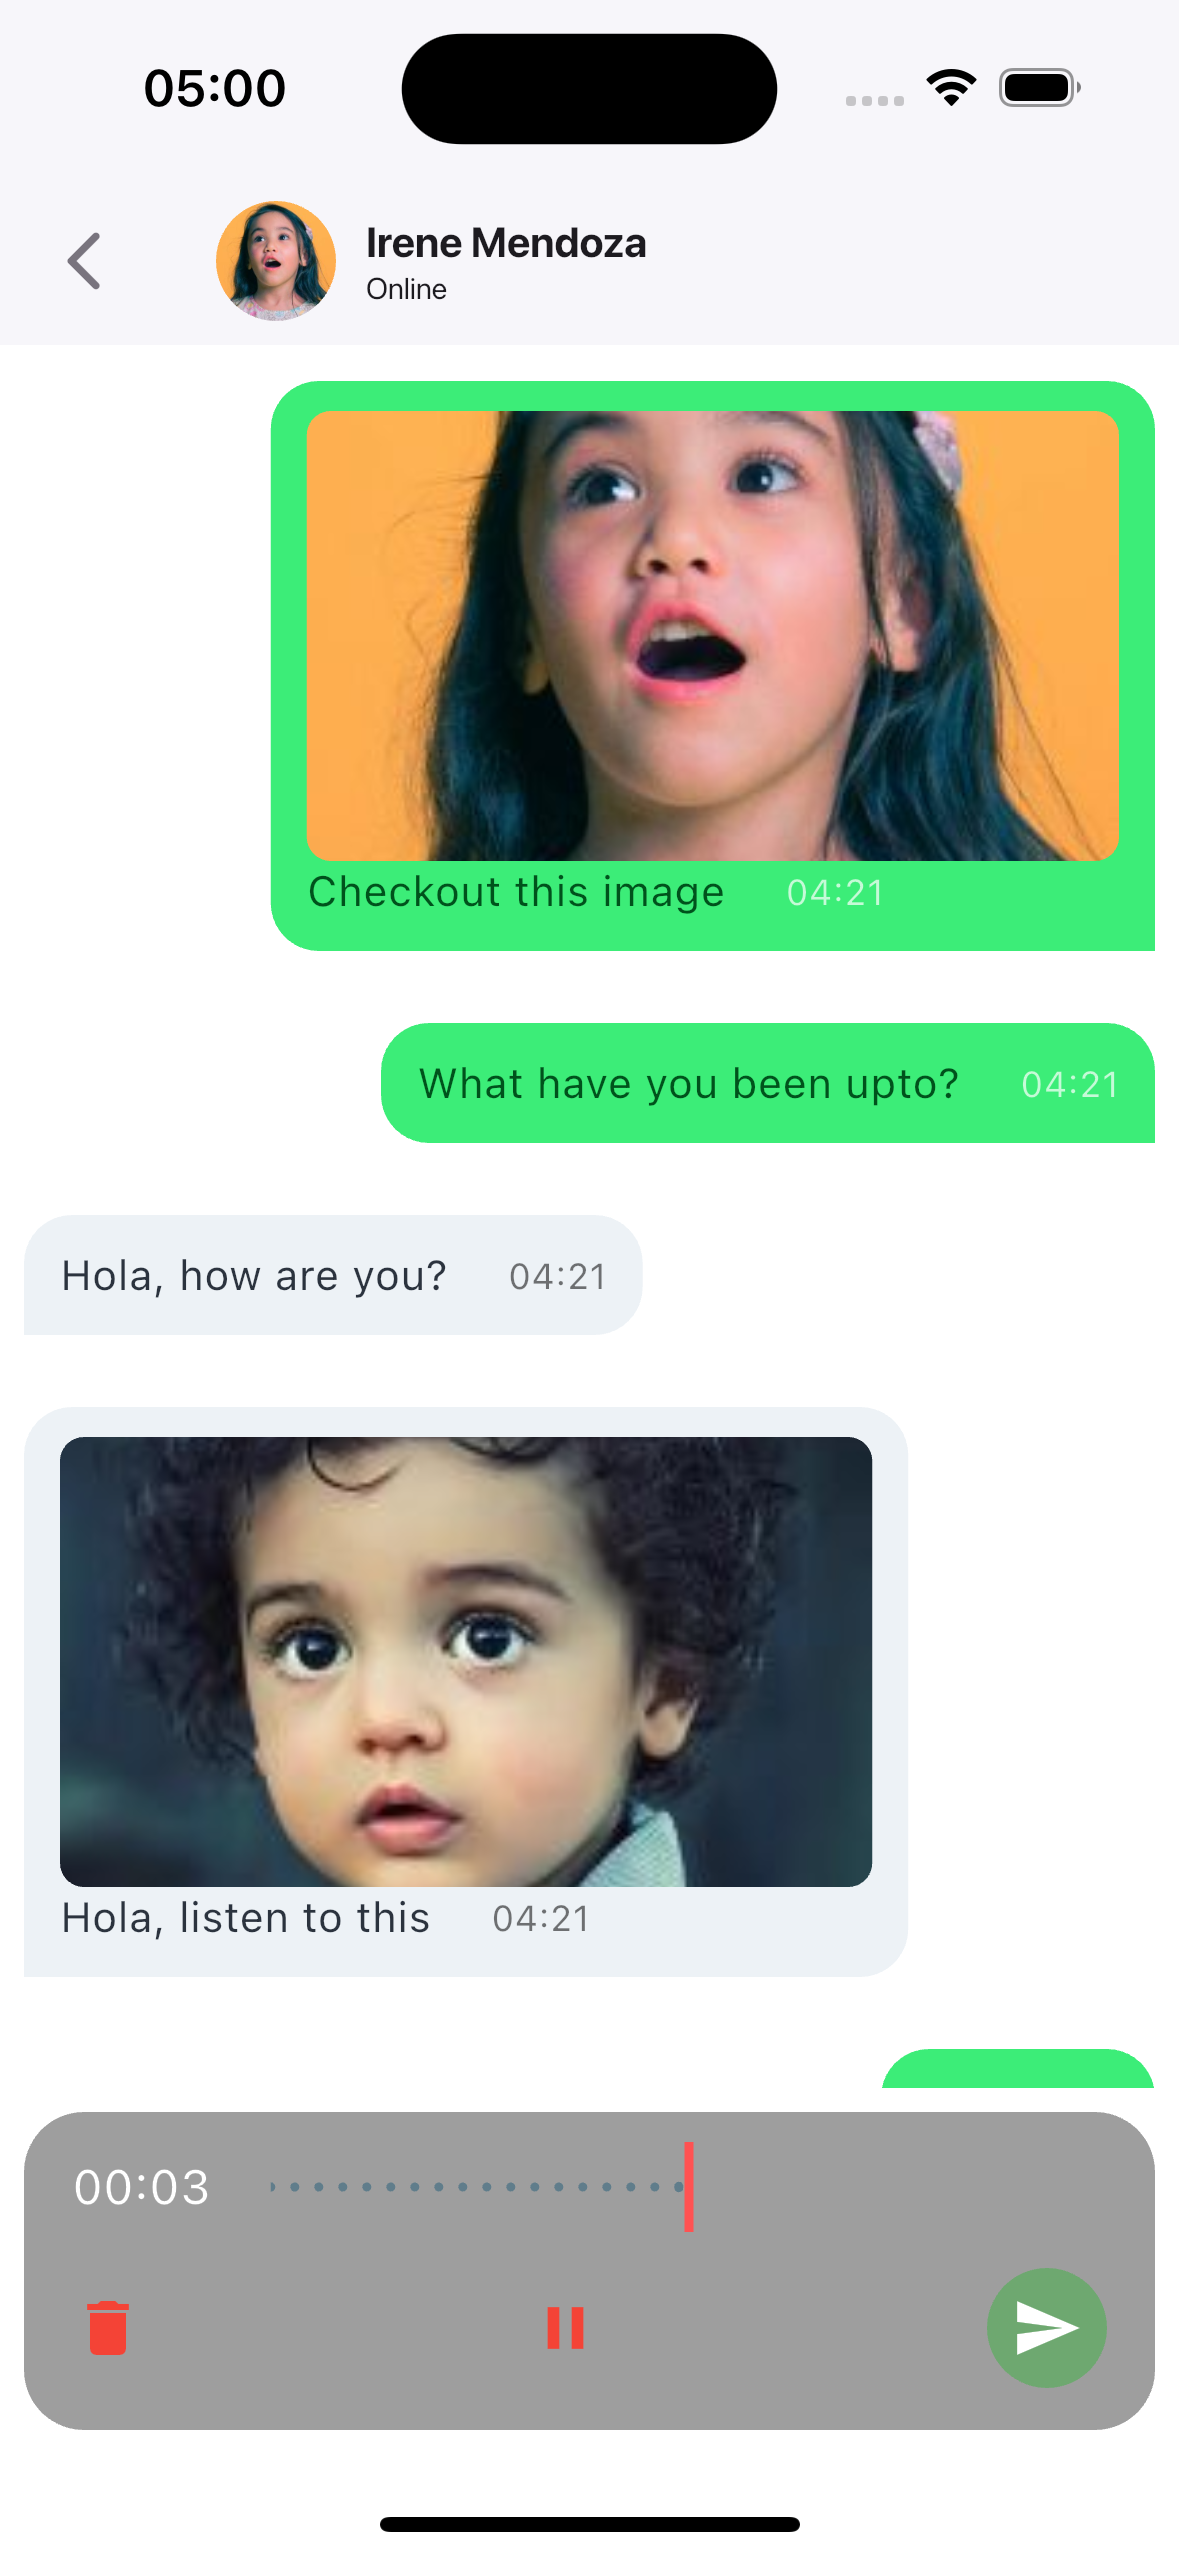 05:00
Irene Mendoza
Online
Checkout this image 04:21
What have you been upto? 04:21
Hola, how are you? 04:21
Hola, listen to this 04:21
00:03